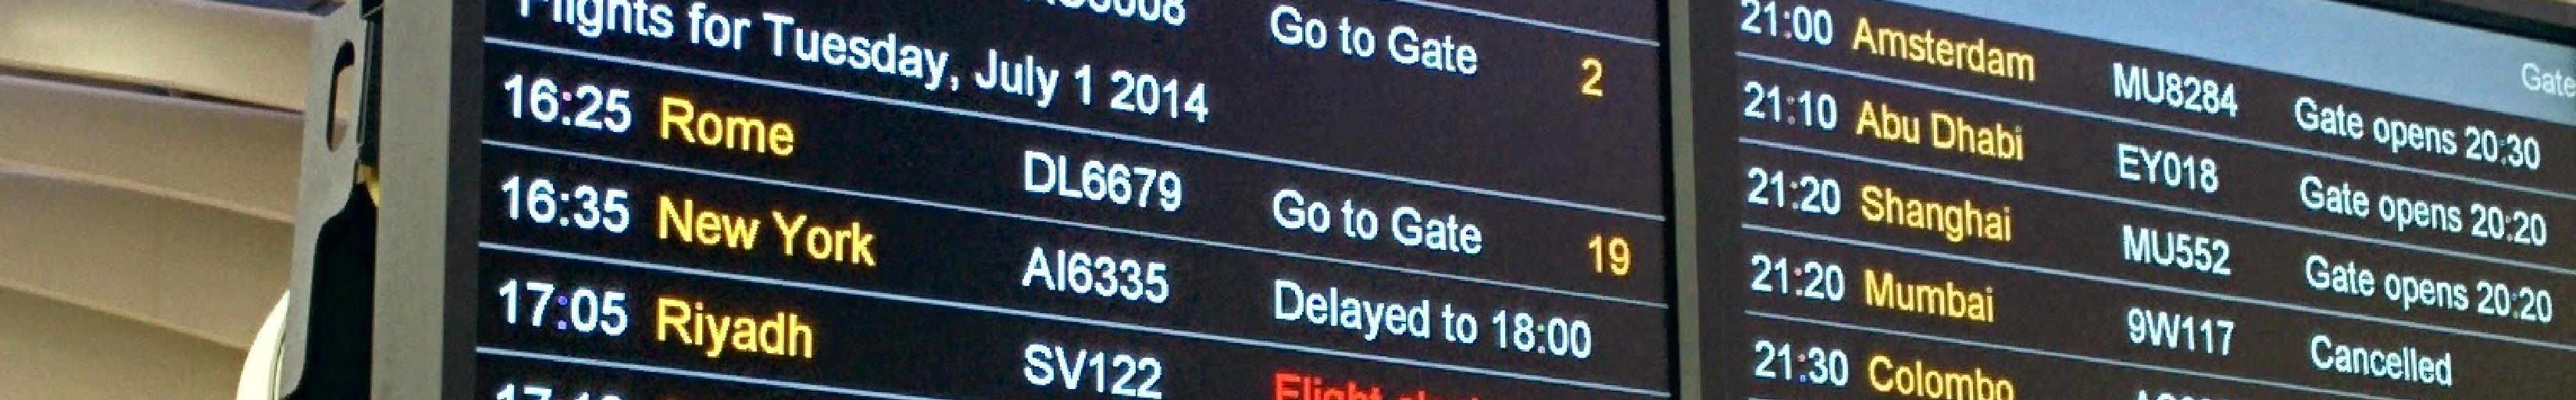 Go to Gate 2
Flights for Tuesday, July 1 2014
16:25 Rome DL6679 Go to Gate 19
16:35 New York AI6335 Delayed to 18:00
17:05 Riyadh SV122 Flight
Gate
21:00 Amsterdam MU8284 Gate opens 20:30
21:10 Abu Dhabi EY018 Gate opens 20:20
21:20 Shanghai MU552 Gate opens 20:20
21:20 Mumbai 9W117 Cancelled
21:30 Colombo